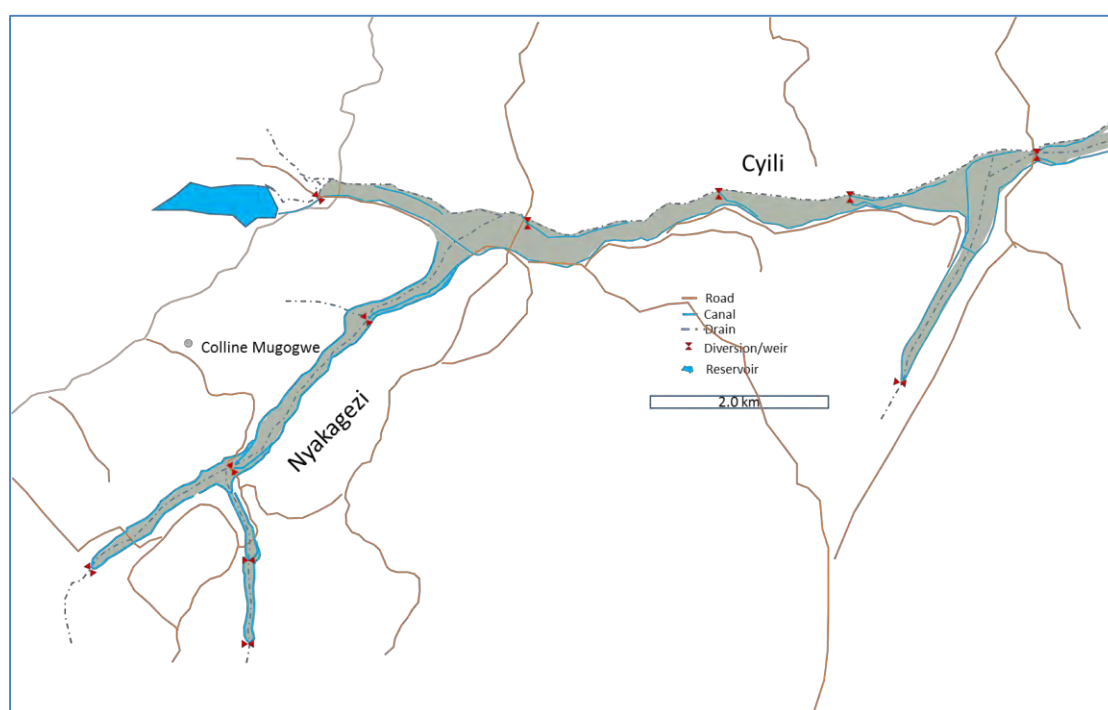 Cyili
Road
Canal
Drain
Diversion/weir
Reservoir
2.0 km
Colline Mugogwe
Nyakagezi